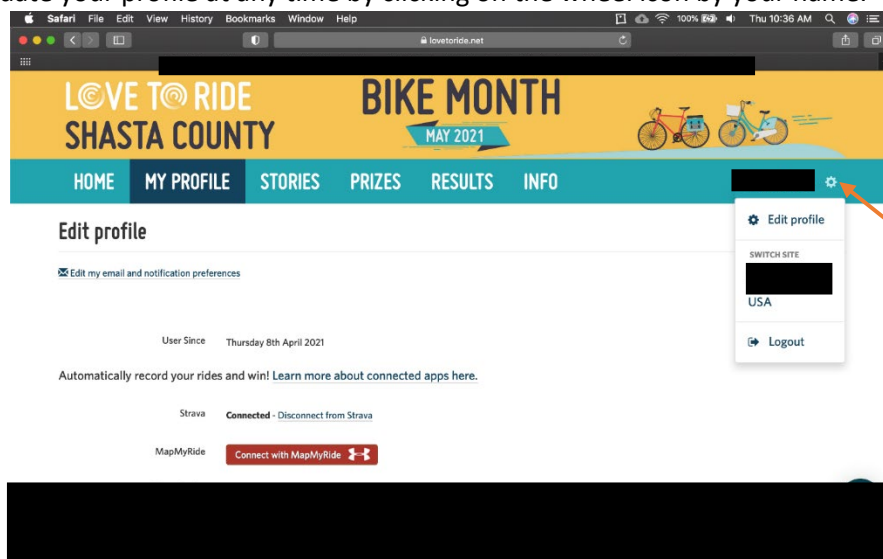 date your profile at any time by clicking on the wheel icon by your name.
Safari File Edit View History Bookmarks Window Help 100% Thu 10:36 AM
lovetoride.net
LOVE TO RIDE
SHASTA COUNTY
BIKE MONTH
MAY 2021
HOME MY PROFILE STORIES PRIZES RESULTS INFO
Edit profile
SWITCH SITE
USA
Logout
Edit profile
Edit my email and notification preferences
User Since Thursday 8th April 2021
Automatically record your rides and win! Learn more about connected apps here.
Strava Connected - Disconnect from Strava
MapMyRide Connect with MapMyRide